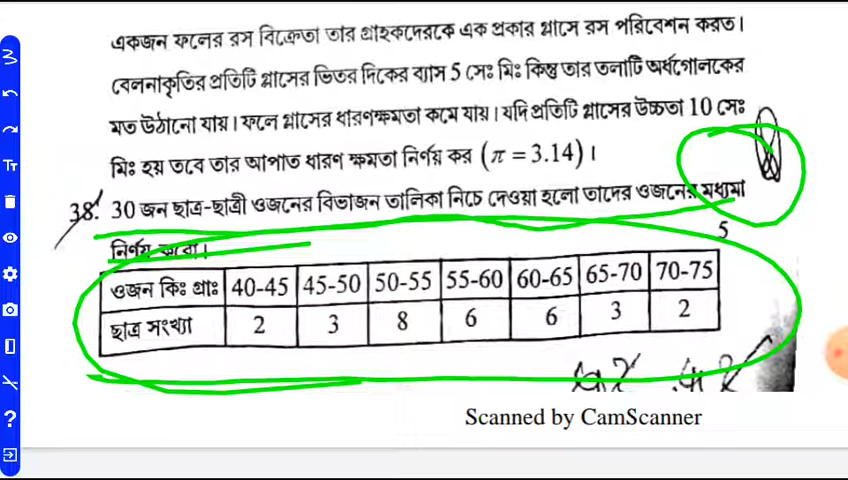 একজন ফলের রস বিক্রেতা তার গ্রাহকদেরকে এক প্রকার গ্লাসে রস পরিবেশন করত।
বেলনাকৃতির প্রতিটি গ্লাসের ভিতর দিকের ব্যাস 5 সেঃ মিঃ কিন্তু তার তলাটি অর্ধগোলকের
মত উঠানো যায়। ফলে গ্লাসের ধারণক্ষমতা কমে যায়। যদি প্রতিটি গ্লাসের উচ্চতা 10 সেঃ
মিঃ হয় তবে তার আপাত ধারণ ক্ষমতা নির্ণয় কর (π = 3.14)।
38. 30 জন ছাত্র-ছাত্রী ওজনের বিভাজন তালিকা নিচে দেওয়া হলো তাদের ওজনের মধ্যমা
নির্ণয় করো। 5
ওজন কিঃ গ্রাঃ 40-45 45-50 50-55 55-60 60-65 65-70 70-75
ছাত্র সংখ্যা 2 3 8 6 6 3 2
Scanned by CamScanner